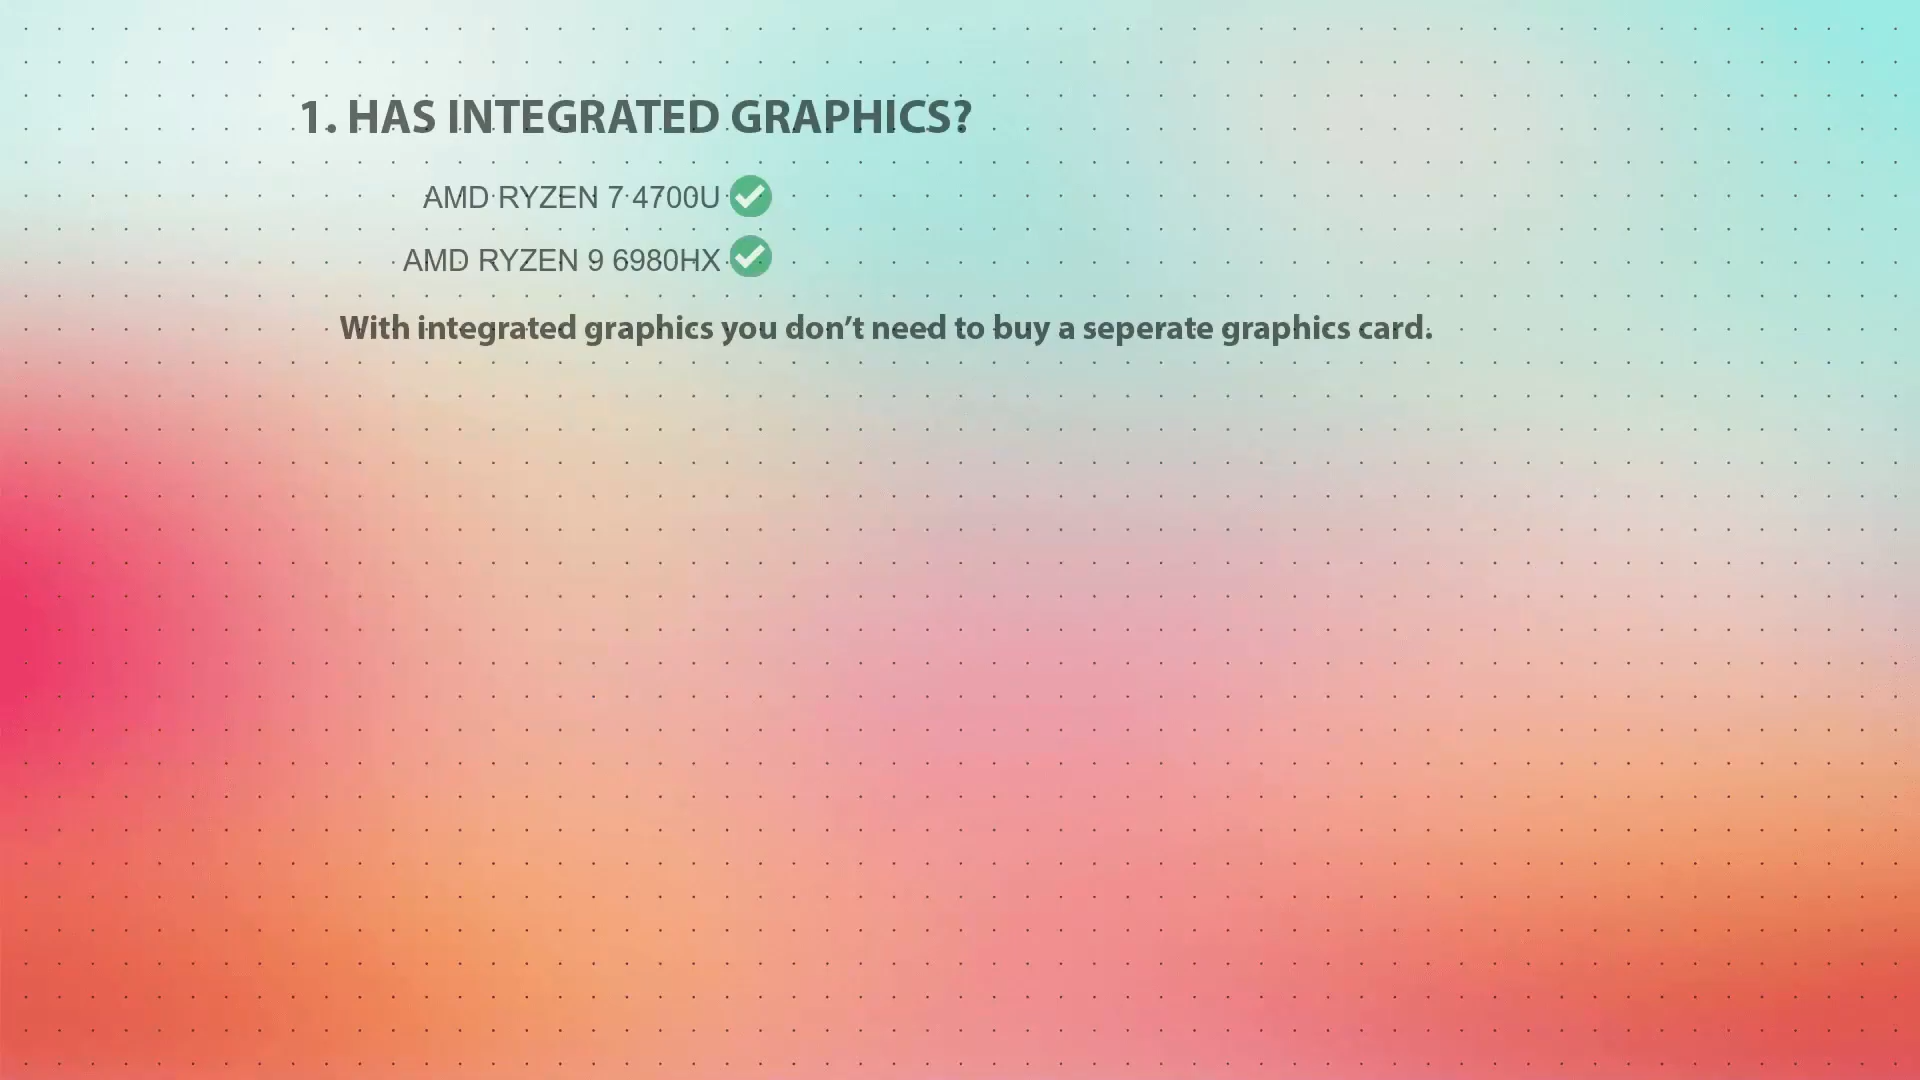 1. HAS INTEGRATED GRAPHICS?
AMD RYZEN 7 4700U
AMD RYZEN 9 6980HX
With integrated graphics you don’t need to buy a seperate graphics card.